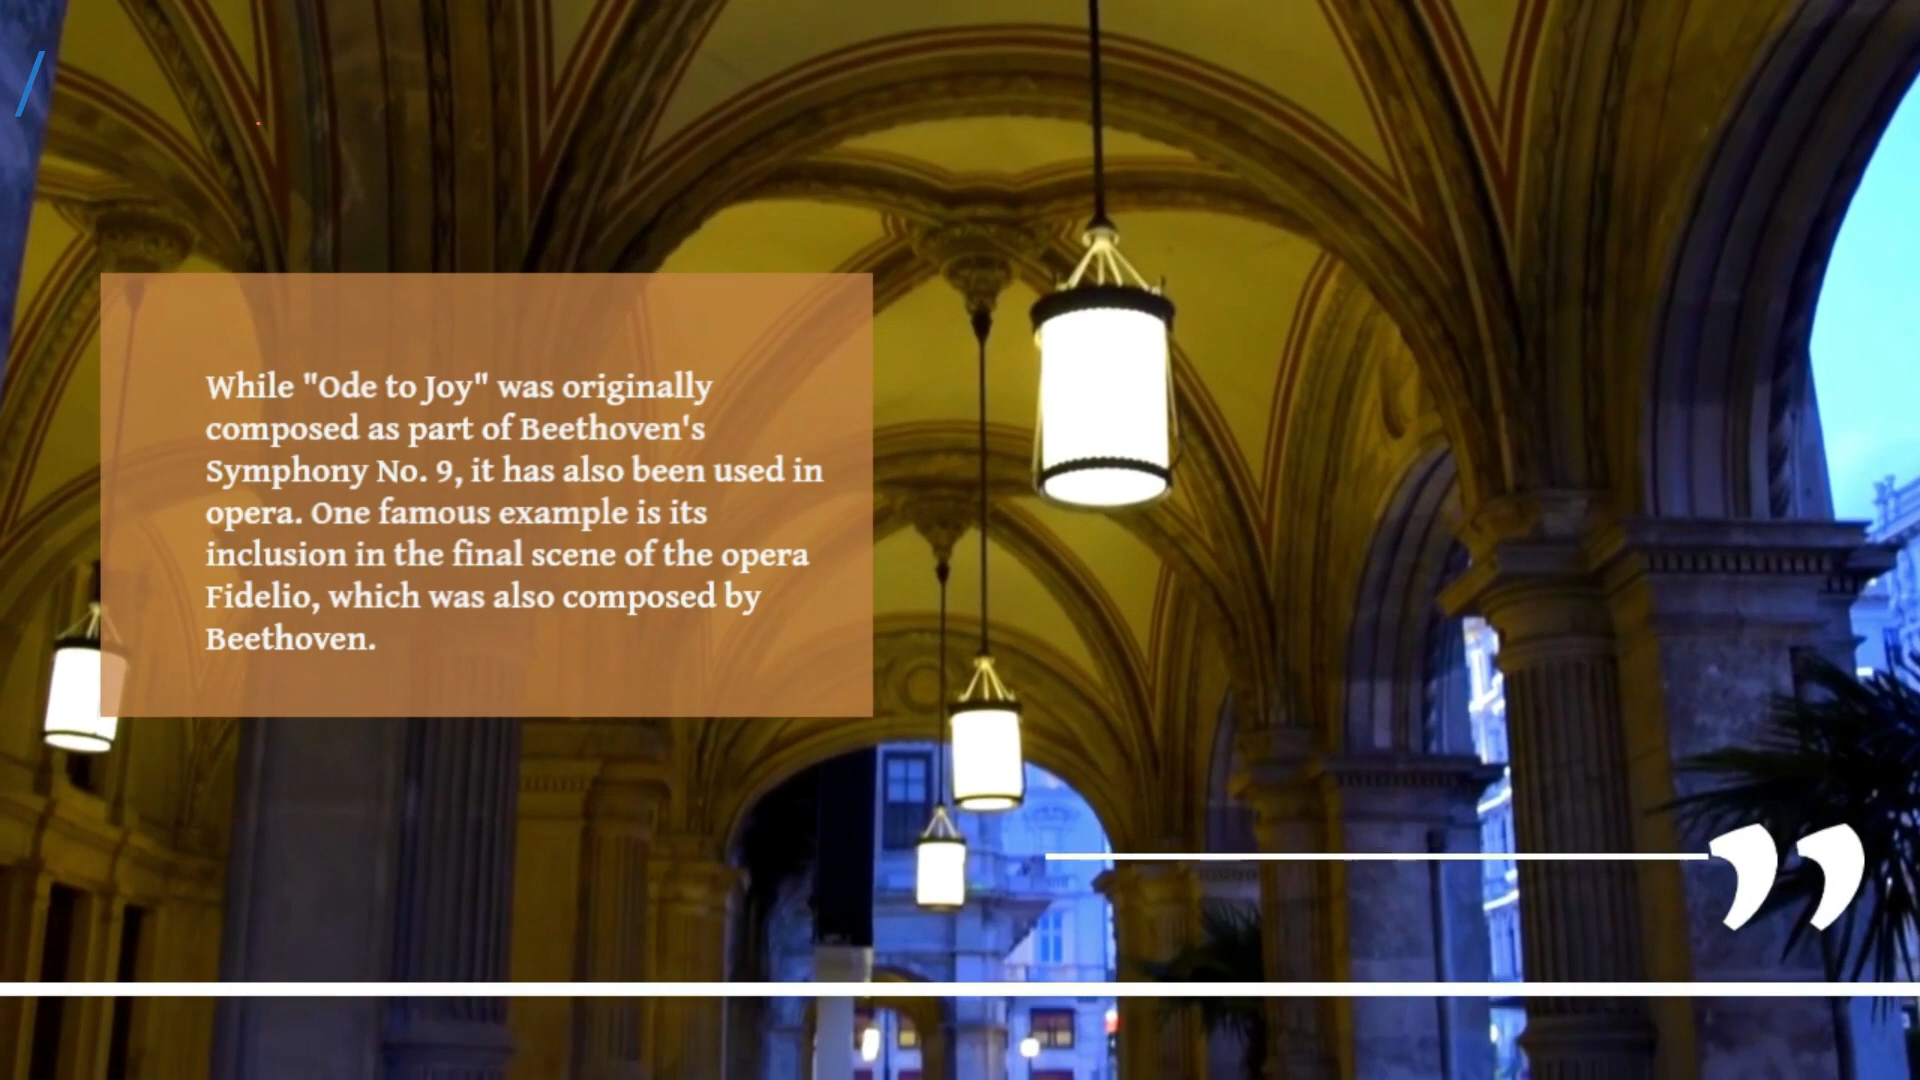 While "Ode to Joy" was originally
composed as part of Beethoven's
Symphony No. 9, it has also been used in
opera. One famous example is its
inclusion in the final scene of the opera
Fidelio, which was also composed by
Beethoven.
”